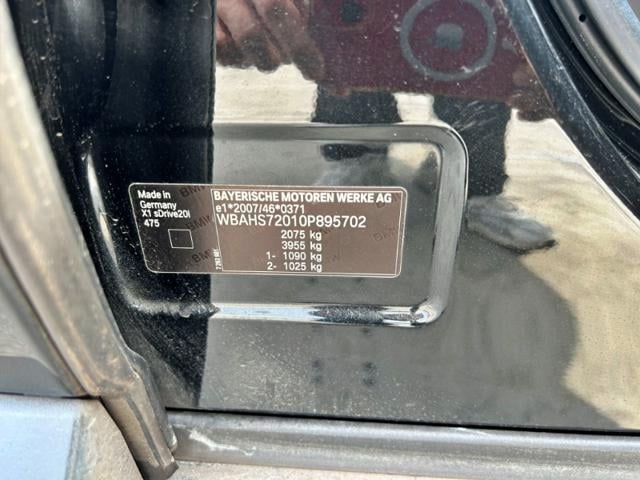 Made in
Germany
X1 sDrive20i
475
BAYERISCHE MOTOREN WERKE AG
e1*2007/46*0371
WBAHS72010P895702
2075 kg
3955 kg
1- 1090 kg
2- 1025 kg